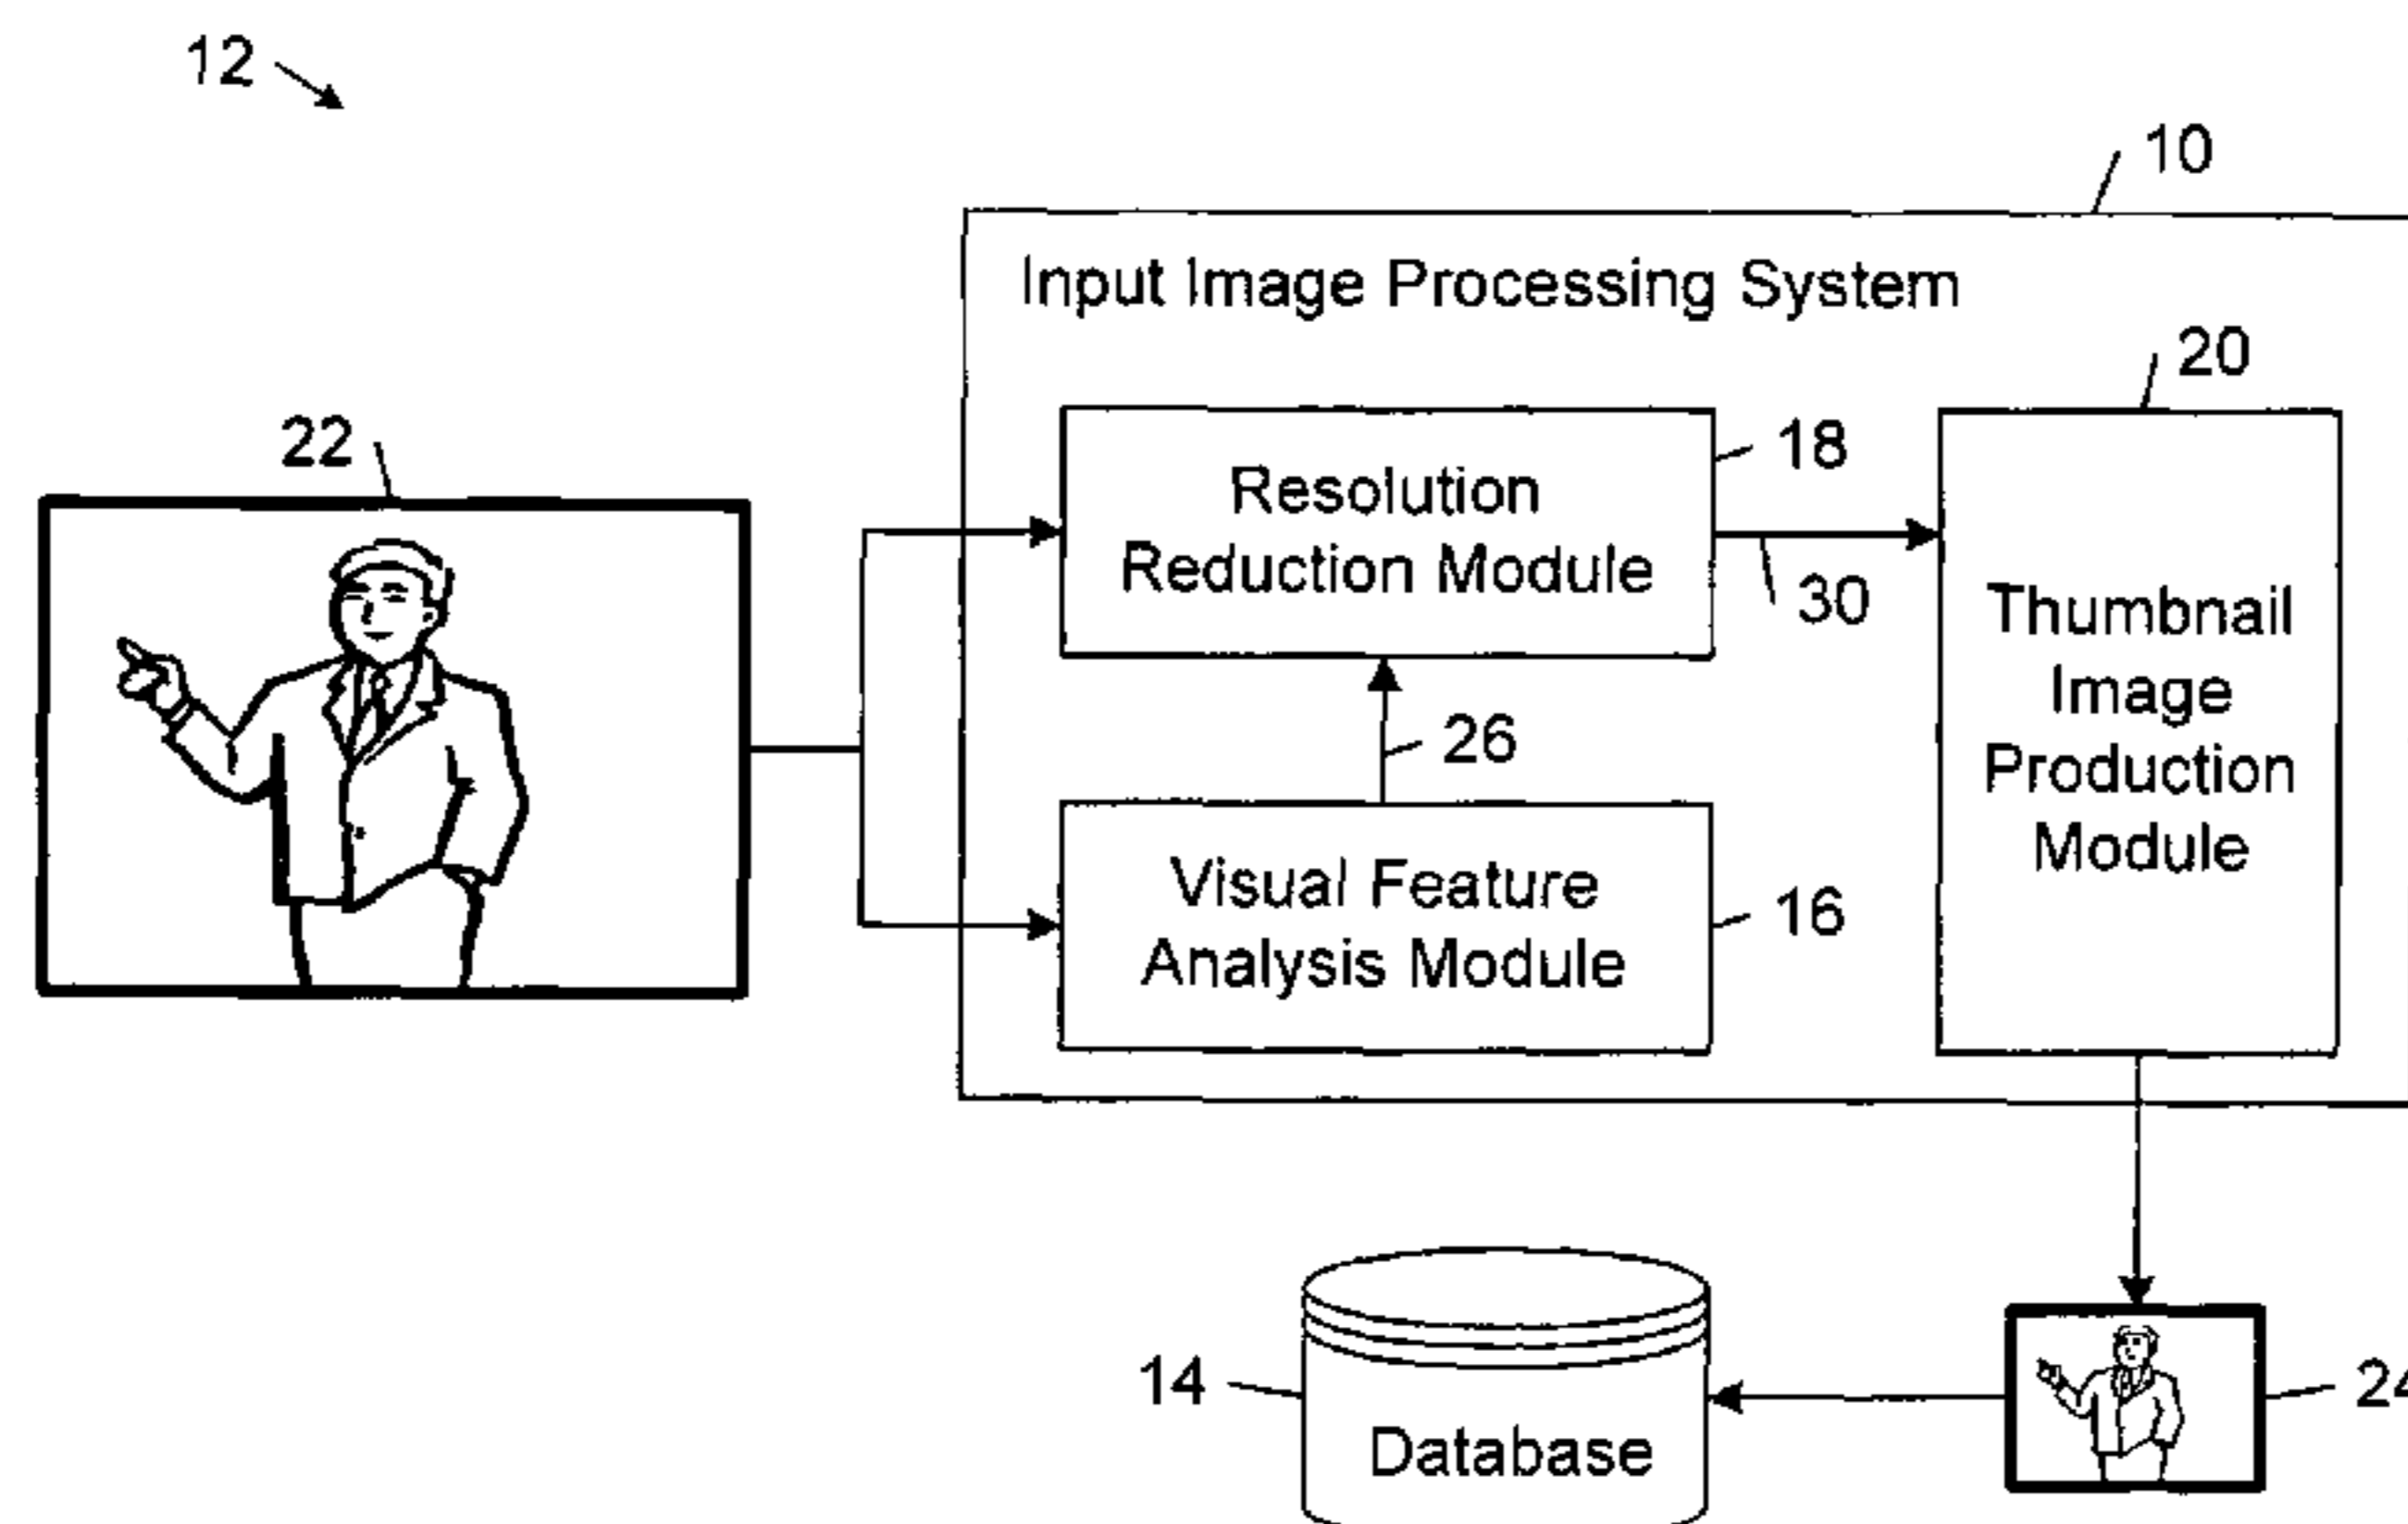 12
10
Input Image Processing System
20
22
18
Resolution
Reduction Module
30
Thumbnail
Image
Production
Module
26
Visual Feature
Analysis Module
16
14
Database
24